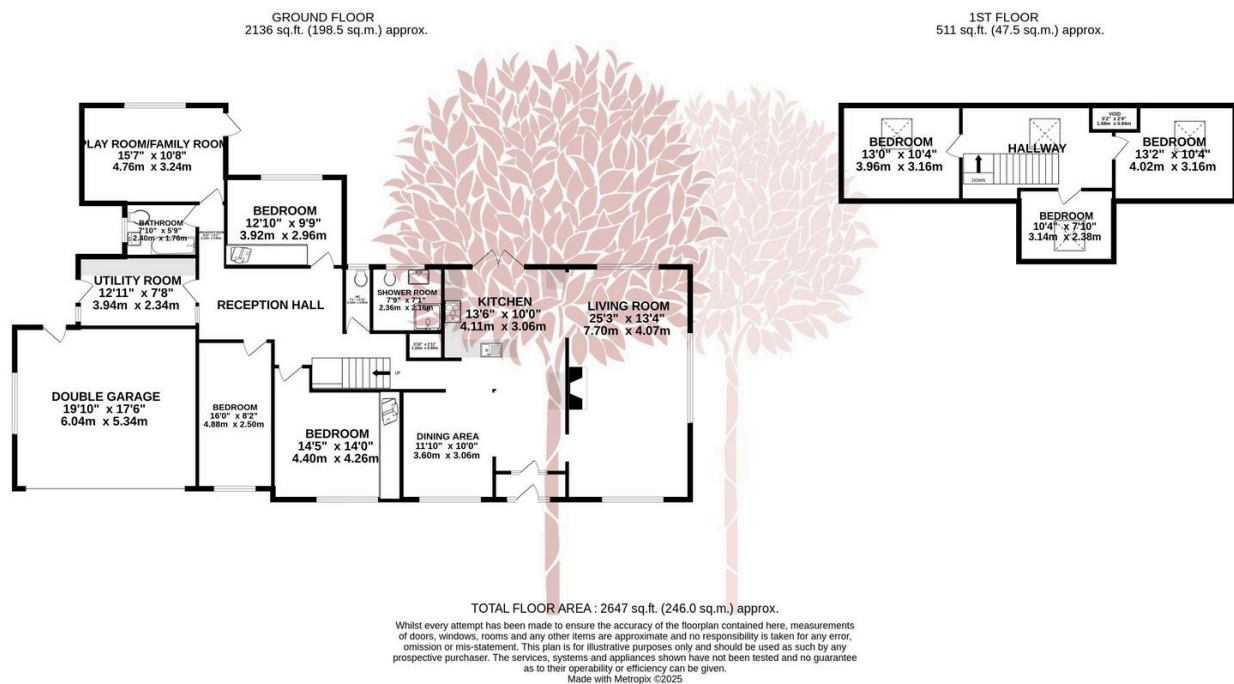 GROUND FLOOR
2136 sq.ft. (198.5 sq.m.) approx.
1ST FLOOR
511 sq.ft. (47.5 sq.m.) approx.
PLAY ROOM/FAMILY ROOM
15'7" x 10'8"
4.76m x 3.24m
BEDROOM
12'10" x 9'9"
3.92m x 2.96m
BATHROOM
7'10" x 5'9"
2.40m x 1.76m
UTILITY ROOM
12'11" x 7'8"
3.94m x 2.34m
RECEPTION HALL
SHOWER ROOM
7'9" x 7'1"
2.36m x 2.16m
KITCHEN
13'6" x 10'0"
4.11m x 3.06m
LIVING ROOM
25'3" x 13'4"
7.70m x 4.07m
UP
DOUBLE GARAGE
19'10" x 17'6"
6.04m x 5.34m
BEDROOM
16'0" x 8'2"
4.88m x 2.50m
BEDROOM
14'5" x 14'0"
4.40m x 4.26m
DINING AREA
11'10" x 10'0"
3.60m x 3.06m
BEDROOM
13'0" x 10'4"
3.96m x 3.16m
HALLWAY
DOWN
VOID
5'2" x 2'9"
BEDROOM
13'2" x 10'4"
4.02m x 3.16m
BEDROOM
10'4" x 7'10"
3.14m x 2.38m
TOTAL FLOOR AREA : 2647 sq.ft. (246.0 sq.m.) approx.
Whilst every attempt has been made to ensure the accuracy of the floorplan contained here, measurements
of doors, windows, rooms and any other items are approximate and no responsibility is taken for any error,
omission or mis-statement. This plan is for illustrative purposes only and should be used as such by any
prospective purchaser. The services, systems and appliances shown have not been tested and no guarantee
as to their operability or efficiency can be given.
Made with Metropix ©2025